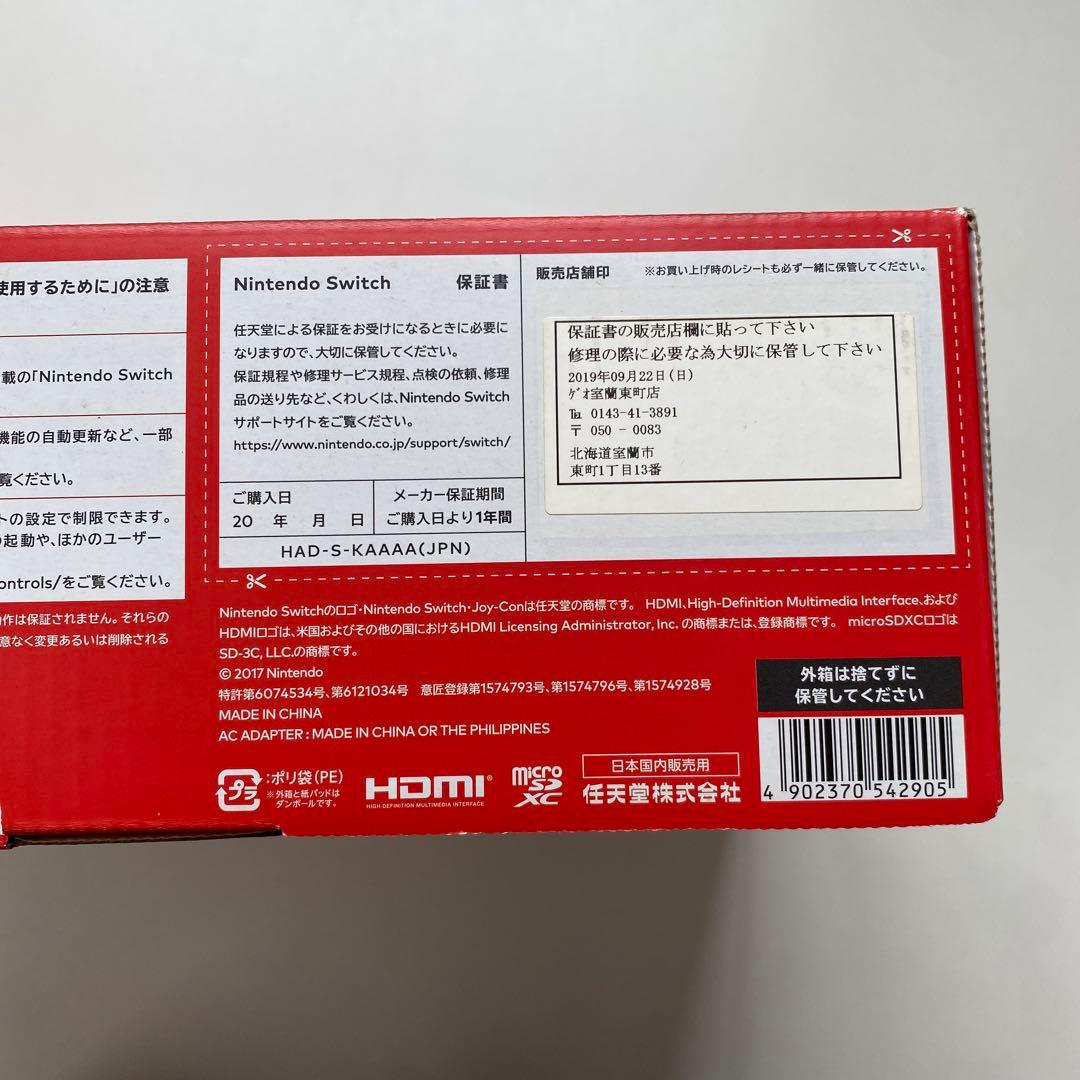 使用するために」の注意
載の「Nintendo Switch
機能の自動更新など、一部
覧ください。
トの設定で制限できます。
起動や、ほかのユーザー
ontrols/をご覧ください。
動作は保証されません。それらの
意なく変更あるいは削除される
Nintendo Switch 保証書
任天堂による保証をお受けになるときに必要に
なりますので、大切に保管してください。
保証規程や修理サービス規程、点検の依頼、修理
品の送り先など、くわしくは、Nintendo Switch
サポートサイトをご覧ください。
https://www.nintendo.co.jp/support/switch/
ご購入日
20 年 月 日
メーカー保証期間
ご購入日より1年間
HAD-S-KAAAA(JPN)
販売店舗印 ※お買い上げ時のレシートも必ず一緒に保管してください。
保証書の販売店欄に貼って下さい
修理の際に必要な為大切に保管して下さい
2019年09月22日(日)
ｹﾞｵ室蘭東町店
℡ 0143-41-3891
〒 050 - 0083
北海道室蘭市
東町1丁目13番
Nintendo Switchのロゴ・Nintendo Switch・Joy-Conは任天堂の商標です。 HDMI、High-Definition Multimedia Interface、および
HDMIロゴは、米国およびその他の国におけるHDMI Licensing Administrator, Inc. の商標または、登録商標です。 microSDXCロゴは
SD-3C, LLC.の商標です。
© 2017 Nintendo
特許第6074534号、第6121034号 意匠登録第1574793号、第1574796号、第1574928号
MADE IN CHINA
AC ADAPTER : MADE IN CHINA OR THE PHILIPPINES
外箱は捨てずに
保管してください
プラ
:ポリ袋(PE)
※外箱と紙パッドは
ダンボールです。
HDMI®
HIGH-DEFINITION MULTIMEDIA INTERFACE
micro
SD
XC
日本国内販売用
任天堂株式会社
4 902370 542905